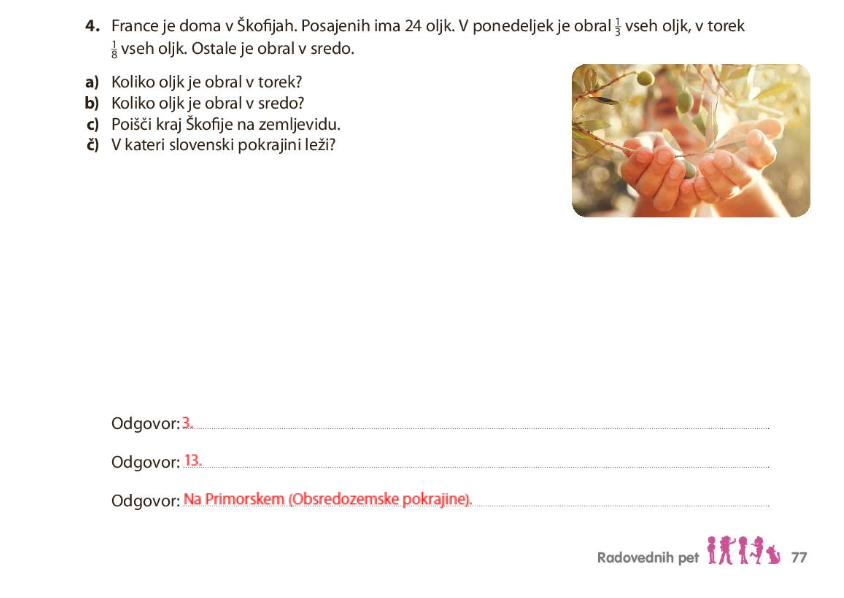 4. France je doma v Škofijah. Posajenih ima 24 oljk. V ponedeljek je obral 1/3 vseh oljk, v torek
1/8 vseh oljk. Ostale je obral v sredo.
a) Koliko oljk je obral v torek?
b) Koliko oljk je obral v sredo?
c) Poišči kraj Škofije na zemljevidu.
č) V kateri slovenski pokrajini leži?
Odgovor: 3.
Odgovor: 13.
Odgovor: Na Primorskem (Obsredozemske pokrajine).
Radovednih pet 77